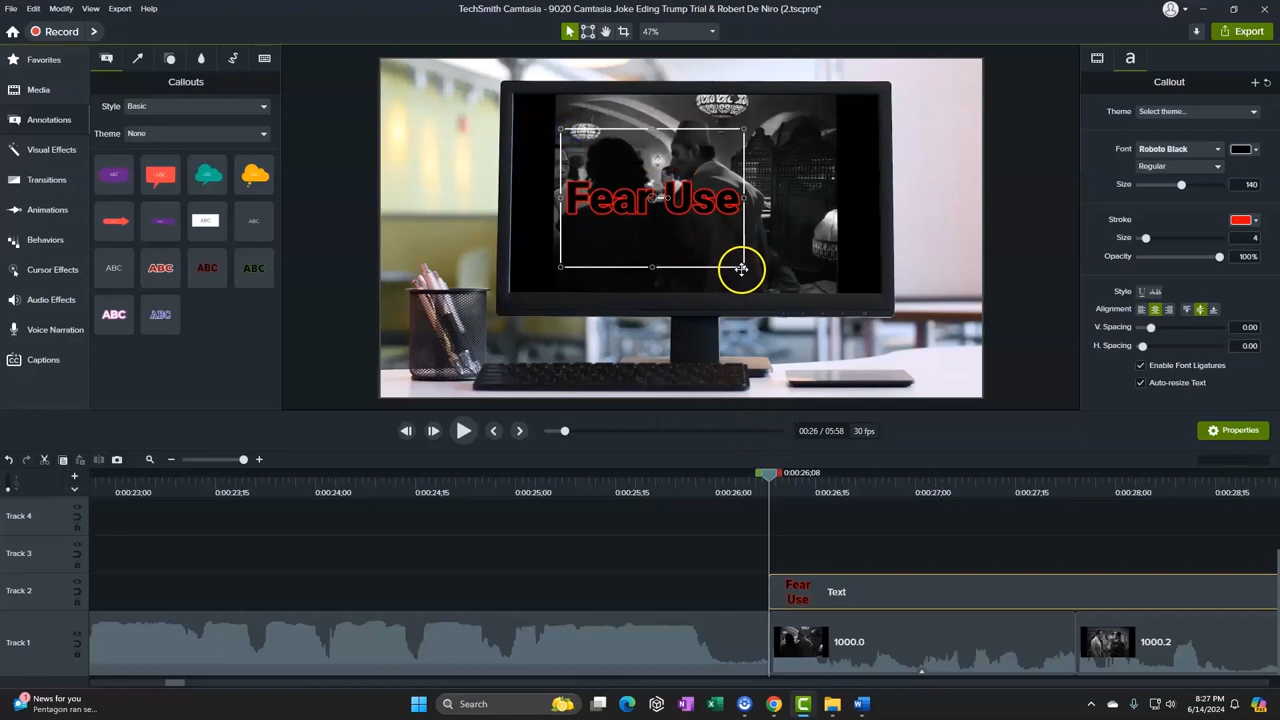 File Edit Modify View Export Help TechSmith Camtasia - 9020 Camtasia Joke Eding Trump Trial & Robert De Niro (2.tscproj*
Record 47% Export
Favorites
Media
Annotations
Visual Effects
Transitions
Animations
Behaviors
Cursor Effects
Audio Effects
Voice Narration
Captions
Callouts
Style Basic
Theme None
ABC
ABC ABC
ABC ABC ABC ABC
ABC ABC
Fear Use
a
Callout
Theme Select theme...
Font Roboto Black
Regular
Size 140
Stroke
Size 4
Opacity 100%
Style U ab
Alignment
V. Spacing 0.00
H. Spacing 0.00
Enable Font Ligatures
Auto-resize Text
00:26 / 05:58 30 fps
Properties
0:00:26;08
0:00:23;00 0:00:23;15 0:00:24;00 0:00:24;15 0:00:25;00 0:00:25;15 0:00:26;00 0:00:26;15 0:00:27;00 0:00:27;15 0:00:28;00 0:00:28;15
Track 4
Track 3
Track 2 Fear Use Text
Track 1 1000.0 1000.2
1 News for you
Pentagon ran se...
Search
8:27 PM
6/14/2024